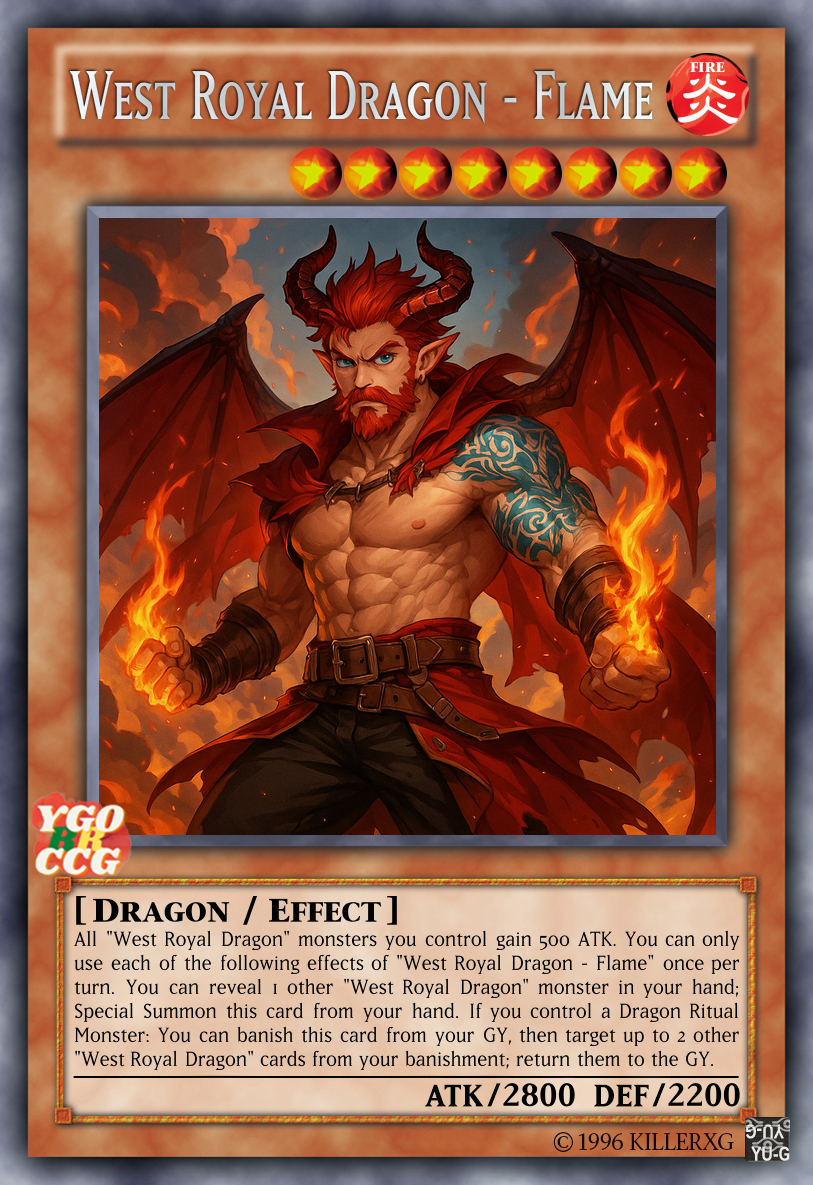 West Royal Dragon - Flame
FIRE
炎
YGO
RR
CCG
[ Dragon / Effect ]
All "West Royal Dragon" monsters you control gain 500 ATK. You can only
use each of the following effects of "West Royal Dragon - Flame" once per
turn. You can reveal 1 other "West Royal Dragon" monster in your hand;
Special Summon this card from your hand. If you control a Dragon Ritual
Monster: You can banish this card from your GY, then target up to 2 other
"West Royal Dragon" cards from your banishment; return them to the GY.
ATK/2800 DEF/2200
© 1996 KILLERXG
YU-G
YU-G